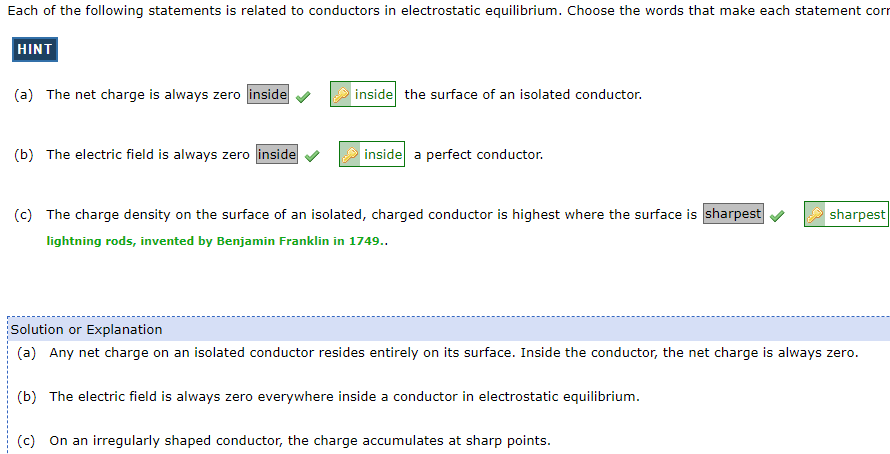 Each of the following statements is related to conductors in electrostatic equilibrium. Choose the words that make each statement
HINT
(a) The net charge is always zero inside inside the surface of an isolated conductor.
(b) The electric field is always zero inside inside a perfect conductor.
(c) The charge density on the surface of an isolated, charged conductor is highest where the surface is sharpest sharpest
lightning rods, invented by Benjamin Franklin in 1749..
Solution or Explanation
(a) Any net charge on an isolated conductor resides entirely on its surface. Inside the conductor, the net charge is always zero.
(b) The electric field is always zero everywhere inside a conductor in electrostatic equilibrium.
(c) On an irregularly shaped conductor, the charge accumulates at sharp points.